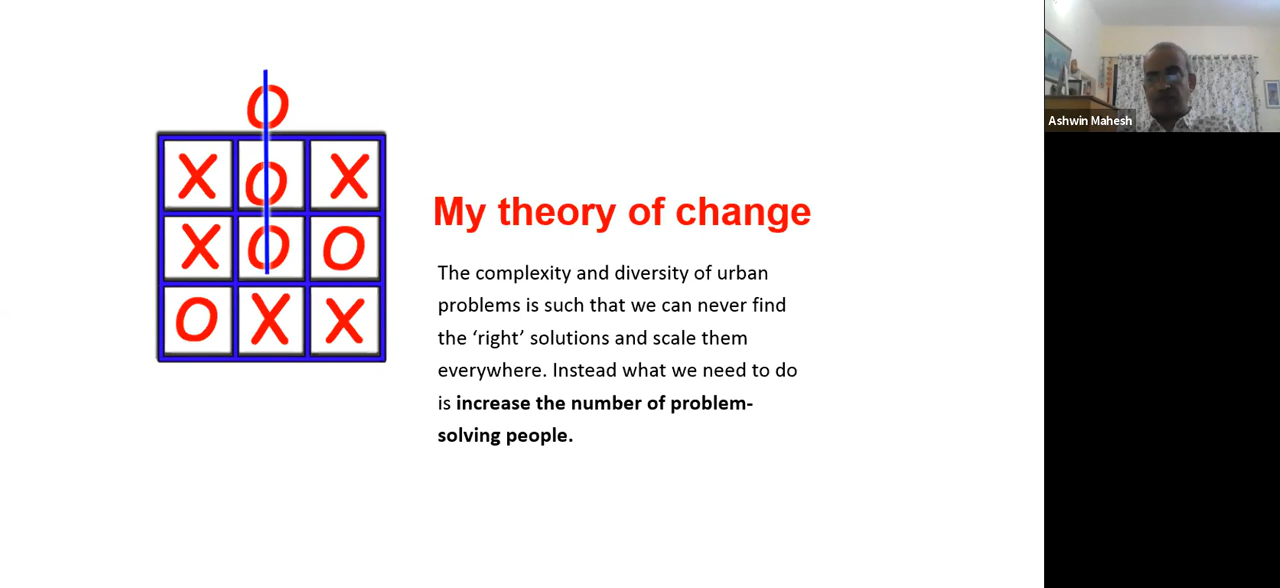 O
X O X
X O O
O X X
My theory of change
The complexity and diversity of urban
problems is such that we can never find
the ‘right’ solutions and scale them
everywhere. Instead what we need to do
is increase the number of problem-
solving people.
Ashwin Mahesh